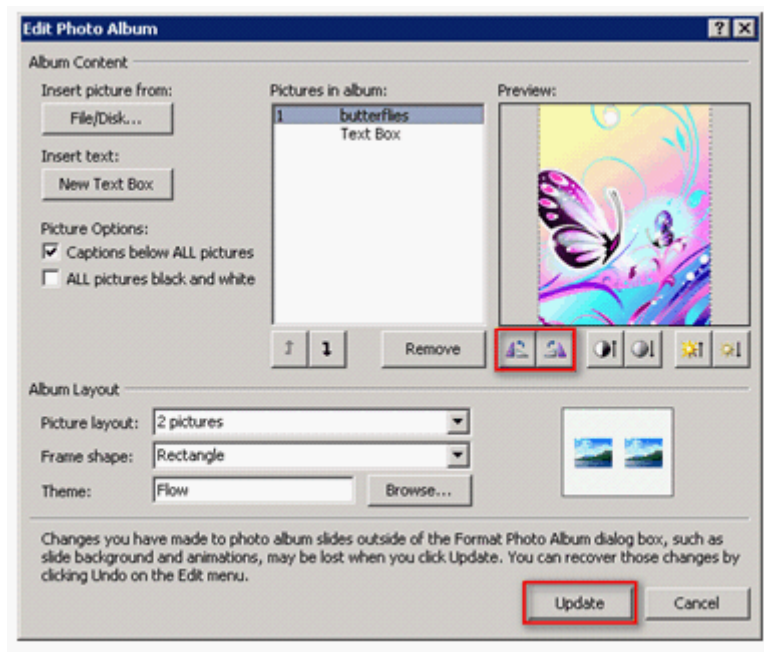 Edit Photo Album
Album Content
Insert picture from:
File/Disk...
Insert text:
New Text Box
Picture Options:
Captions below ALL pictures
ALL pictures black and white
Pictures in album:
1 butterflies
Text Box
Remove
Preview:
Album Layout
Picture layout: 2 pictures
Frame shape: Rectangle
Theme: Flow Browse...
Changes you have made to photo album slides outside of the Format Photo Album dialog box, such as
slide background and animations, may be lost when you click Update. You can recover those changes by
clicking Undo on the Edit menu.
Update Cancel